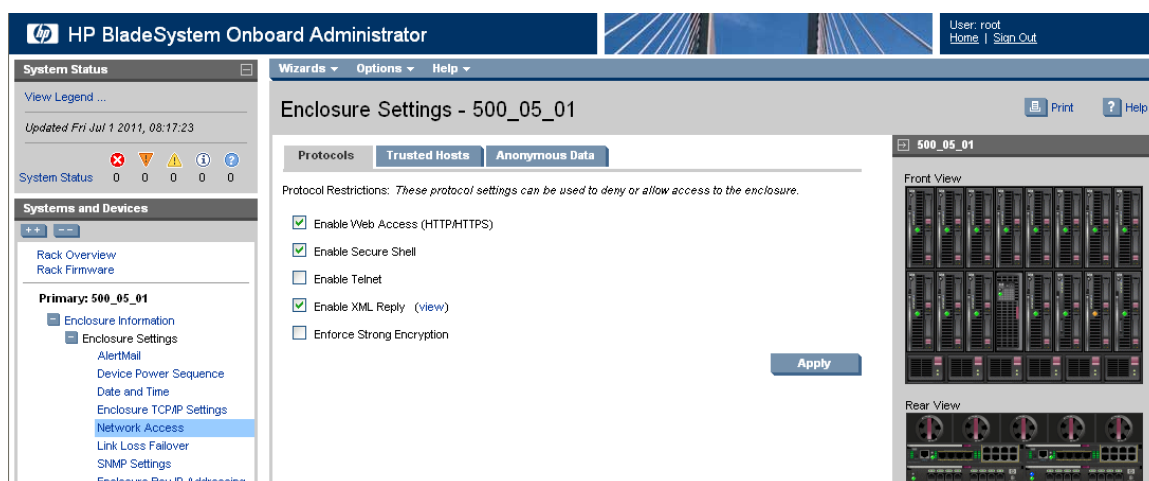 hp HP BladeSystem Onboard Administrator
User: root
Home | Sign Out
System Status
View Legend ...
Updated Fri Jul 1 2011, 08:17:23
System Status 0 0 0 0 0
Systems and Devices
++ --
Rack Overview
Rack Firmware
Primary: 500_05_01
Enclosure Information
Enclosure Settings
AlertMail
Device Power Sequence
Date and Time
Enclosure TCP/IP Settings
Network Access
Link Loss Failover
SNMP Settings
Enclosure Bay IP Addressing
Wizards Options Help
Enclosure Settings - 500_05_01
Print ? Help
Protocols Trusted Hosts Anonymous Data
Protocol Restrictions: These protocol settings can be used to deny or allow access to the enclosure.
Enable Web Access (HTTP/HTTPS)
Enable Secure Shell
Enable Telnet
Enable XML Reply (view)
Enforce Strong Encryption
Apply
500_05_01
Front View
Rear View